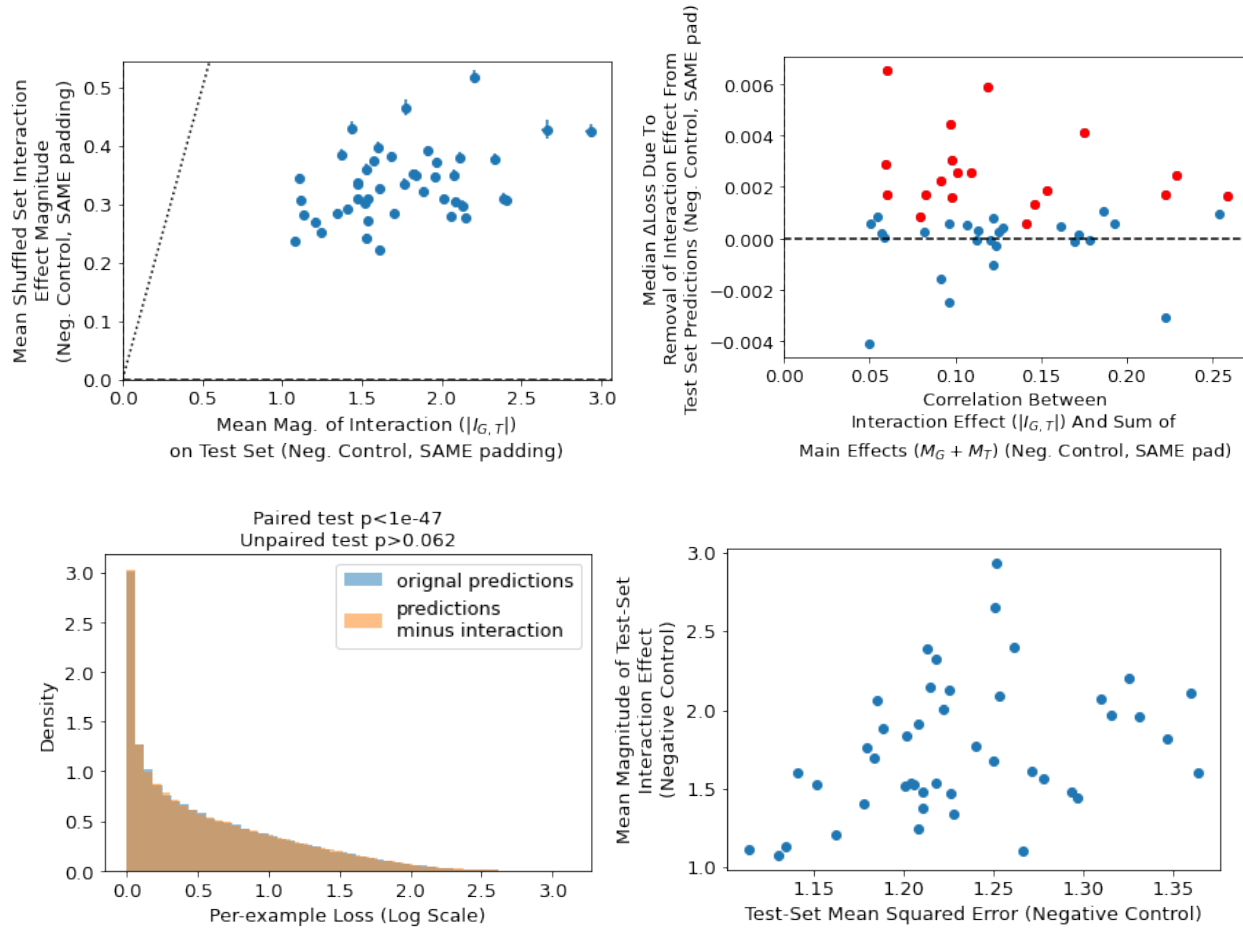 Mean Shuffled Set Interaction
Effect Magnitude
(Neg. Control, SAME padding)
0.5
0.4
0.3
0.2
0.1
0.0
0.0 0.5 1.0 1.5 2.0 2.5 3.0
Mean Mag. of Interaction (|I_{G,T}|)
on Test Set (Neg. Control, SAME padding)
Median ΔLoss Due To
Removal of Interaction Effect From
Test Set Predictions (Neg. Control, SAME pad)
0.006
0.004
0.002
0.000
−0.002
−0.004
0.00 0.05 0.10 0.15 0.20 0.25
Correlation Between
Interaction Effect (|I_{G,T}|) And Sum of
Main Effects (M_G + M_T) (Neg. Control, SAME pad)
Paired test p<1e-47
Unpaired test p>0.062
orignal predictions
predictions
minus interaction
Density
3.0
2.5
2.0
1.5
1.0
0.5
0.0
0.0 0.5 1.0 1.5 2.0 2.5 3.0
Per-example Loss (Log Scale)
Mean Magnitude of Test-Set
Interaction Effect
(Negative Control)
3.0
2.5
2.0
1.5
1.0
1.15 1.20 1.25 1.30 1.35
Test-Set Mean Squared Error (Negative Control)